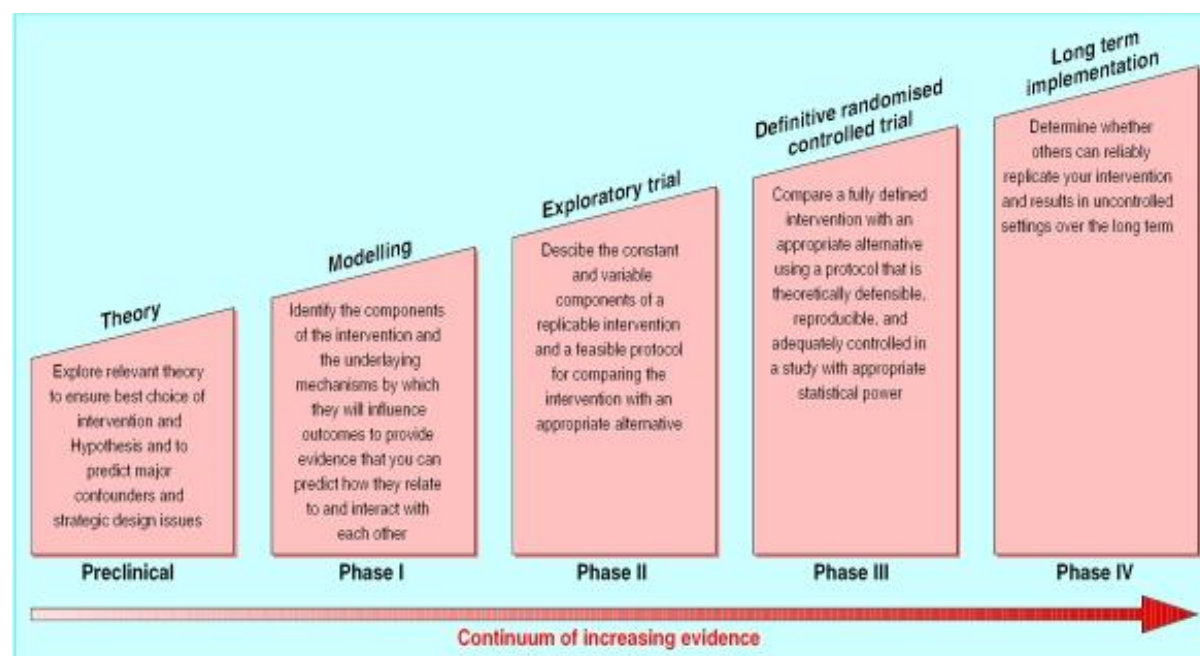 Theory
Explore relevant theory
to ensure best choice of
intervention and
Hypothesis and to
predict major
confounders and
strategic design issues
Preclinical
Modelling
Identify the components
of the intervention and
the underlaying
mechanisms by which
they will influence
outcomes to provide
evidence that you can
predict how they relate
to and interact with
each other
Phase I
Exploratory trial
Descibe the constant
and variable
components of a
replicable intervention
and a feasible protocol
for comparing the
intervention with an
appropriate alternative
Phase II
Definitive randomised
controlled trial
Compare a fully defined
intervention with an
appropriate alternative
using a protocol that is
theoretically defensible,
reproducible, and
adequately controlled in
a study with appropriate
statistical power
Phase III
Long term
implementation
Determine whether
others can reliably
replicate your intervention
and results in uncontrolled
settings over the long term
Phase IV
Continuum of increasing evidence